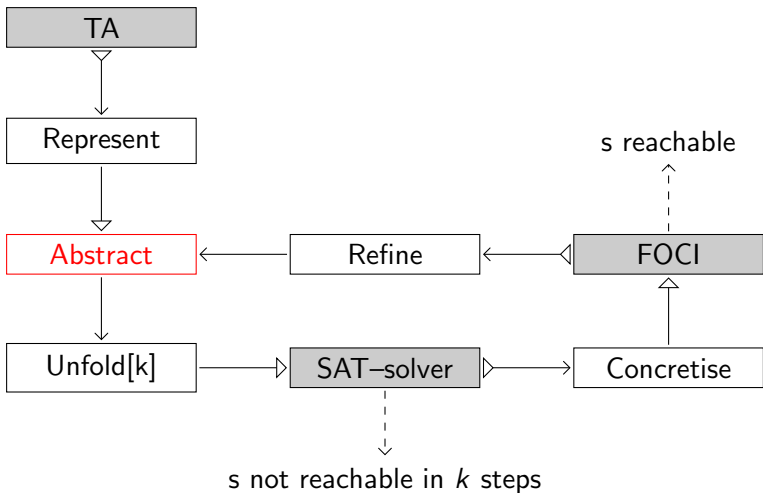 TA
Represent
s reachable
Abstract
Refine
FOCI
Unfold[k]
SAT–solver
Concretise
s not reachable in k steps